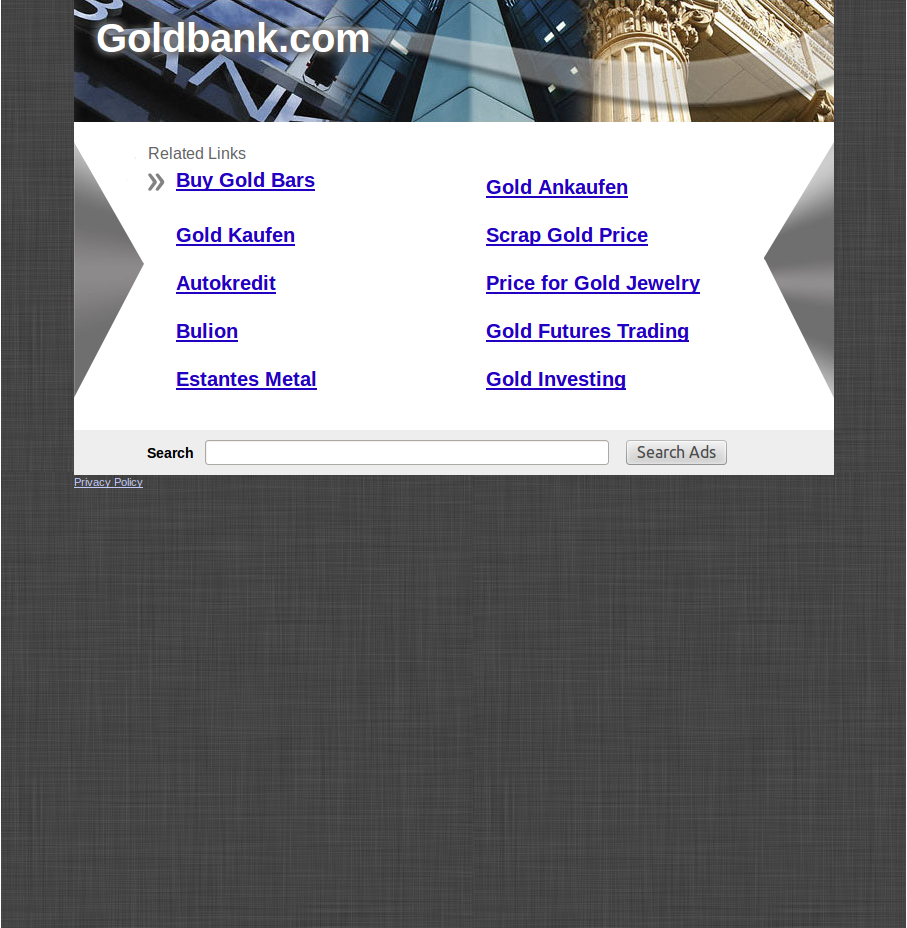 Goldbank.com
Related Links
Buy Gold Bars
Gold Ankaufen
Gold Kaufen
Scrap Gold Price
Autokredit
Price for Gold Jewelry
Bulion
Gold Futures Trading
Estantes Metal
Gold Investing
Search
Search Ads
Privacy Policy